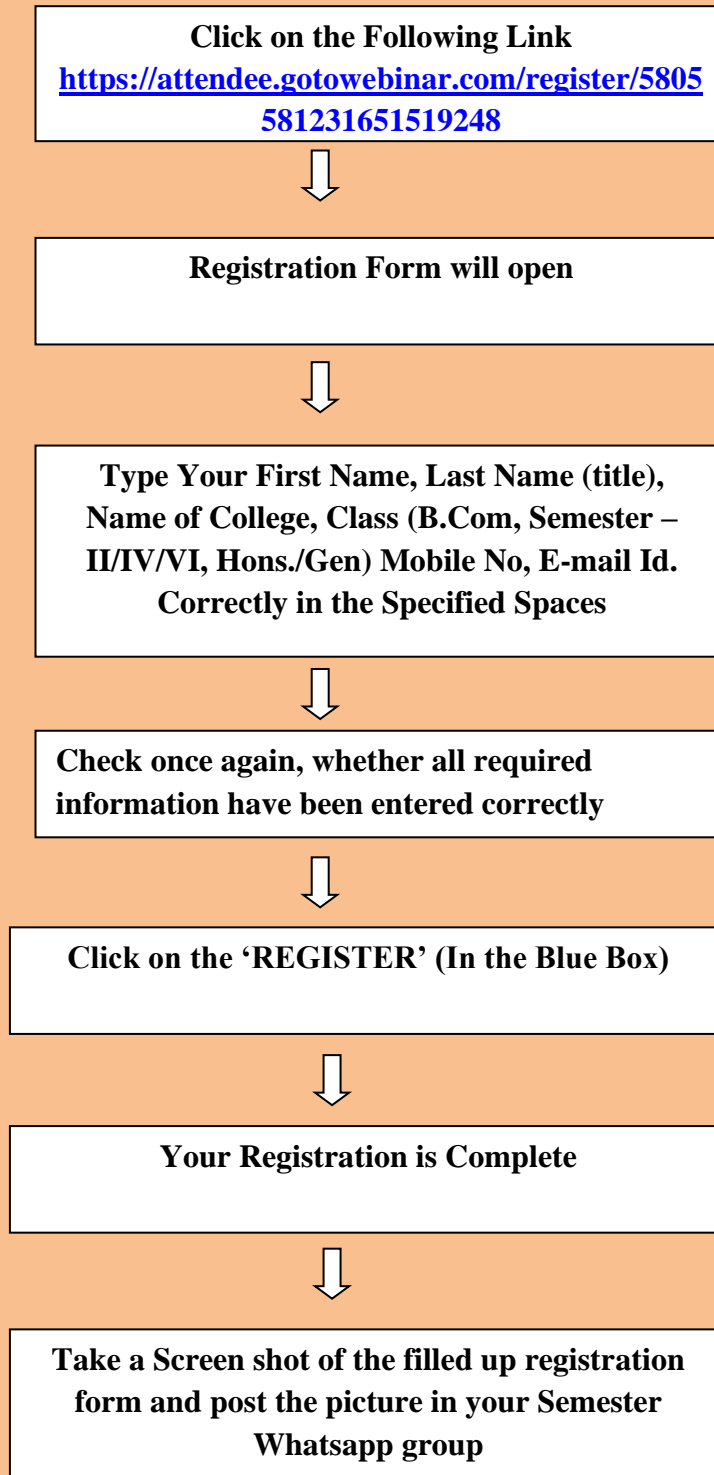 Click on the Following Link
https://attendee.gotowebinar.com/register/5805
581231651519248
Registration Form will open
Type Your First Name, Last Name (title),
Name of College, Class (B.Com, Semester –
II/IV/VI, Hons./Gen) Mobile No, E-mail Id.
Correctly in the Specified Spaces
Check once again, whether all required
information have been entered correctly
Click on the ‘REGISTER’ (In the Blue Box)
Your Registration is Complete
Take a Screen shot of the filled up registration
form and post the picture in your Semester
Whatsapp group